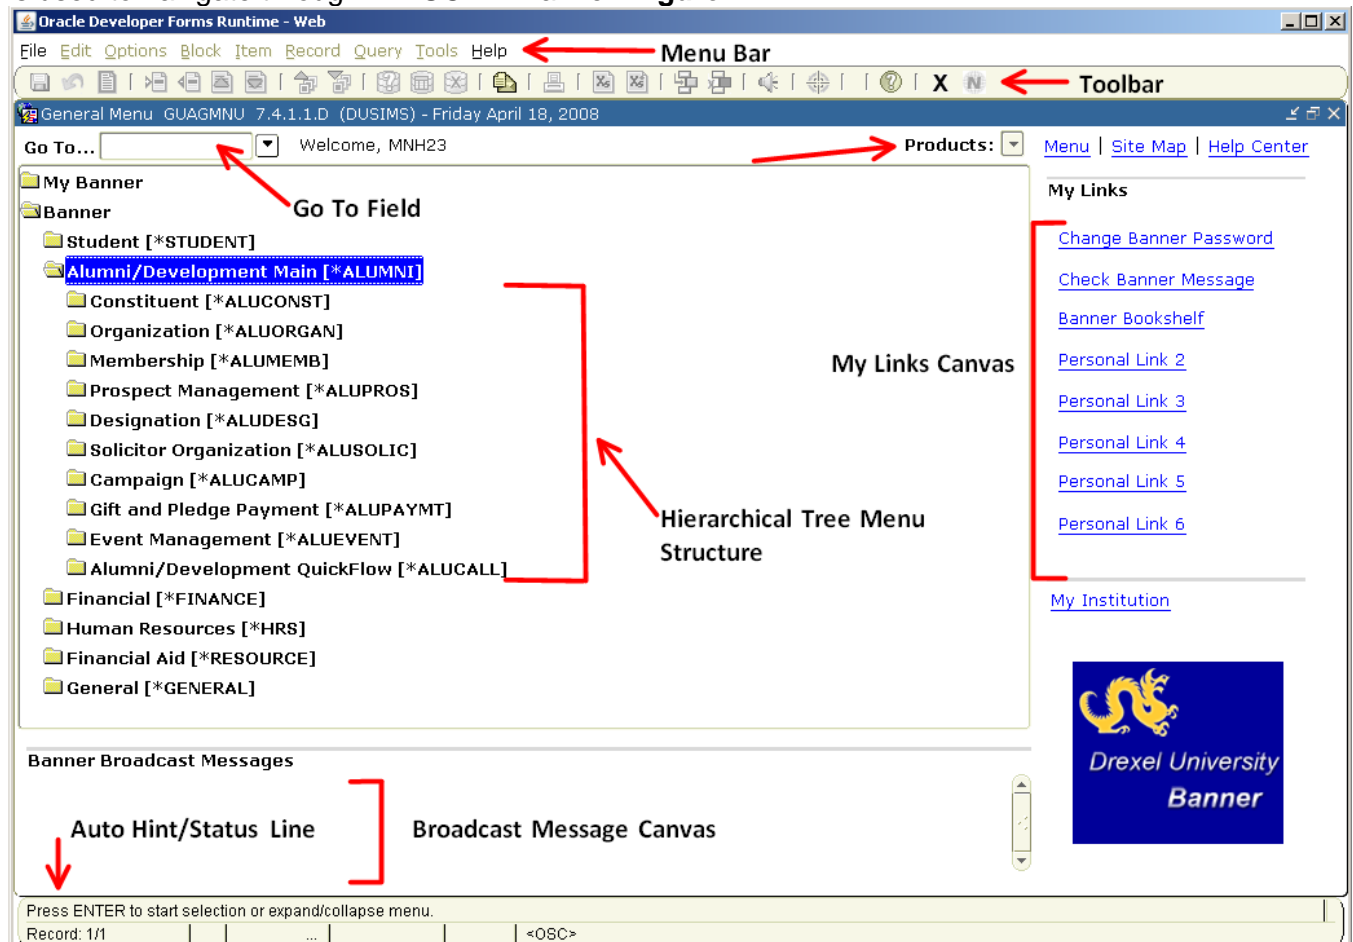 Oracle Developer Forms Runtime - Web
File Edit Options Block Item Record Query Tools Help
Menu Bar
X N
Toolbar
General Menu GUAGMNU 7.4.1.1.D (DUSIMS) - Friday April 18, 2008
Go To... Welcome, MNH23 Products: Menu | Site Map | Help Center
My Banner
My Links
Banner
Go To Field
Student [*STUDENT]
Change Banner Password
Alumni/Development Main [*ALUMNI]
Check Banner Message
Constituent [*ALUCONST]
Banner Bookshelf
Organization [*ALUORGAN]
Membership [*ALUMEMB]
My Links Canvas
Personal Link 2
Prospect Management [*ALUPROS]
Personal Link 3
Designation [*ALUDESG]
Personal Link 4
Solicitor Organization [*ALUSOLIC]
Campaign [*ALUCAMP]
Personal Link 5
Gift and Pledge Payment [*ALUPAYMT]
Hierarchical Tree Menu
Structure
Personal Link 6
Event Management [*ALUEVENT]
Alumni/Development QuickFlow [*ALUCALL]
Financial [*FINANCE]
My Institution
Human Resources [*HRS]
Financial Aid [*RESOURCE]
General [*GENERAL]
Drexel University
Banner
Banner Broadcast Messages
Auto Hint/Status Line
Broadcast Message Canvas
Press ENTER to start selection or expand/collapse menu.
Record: 1/1 ... <OSC>